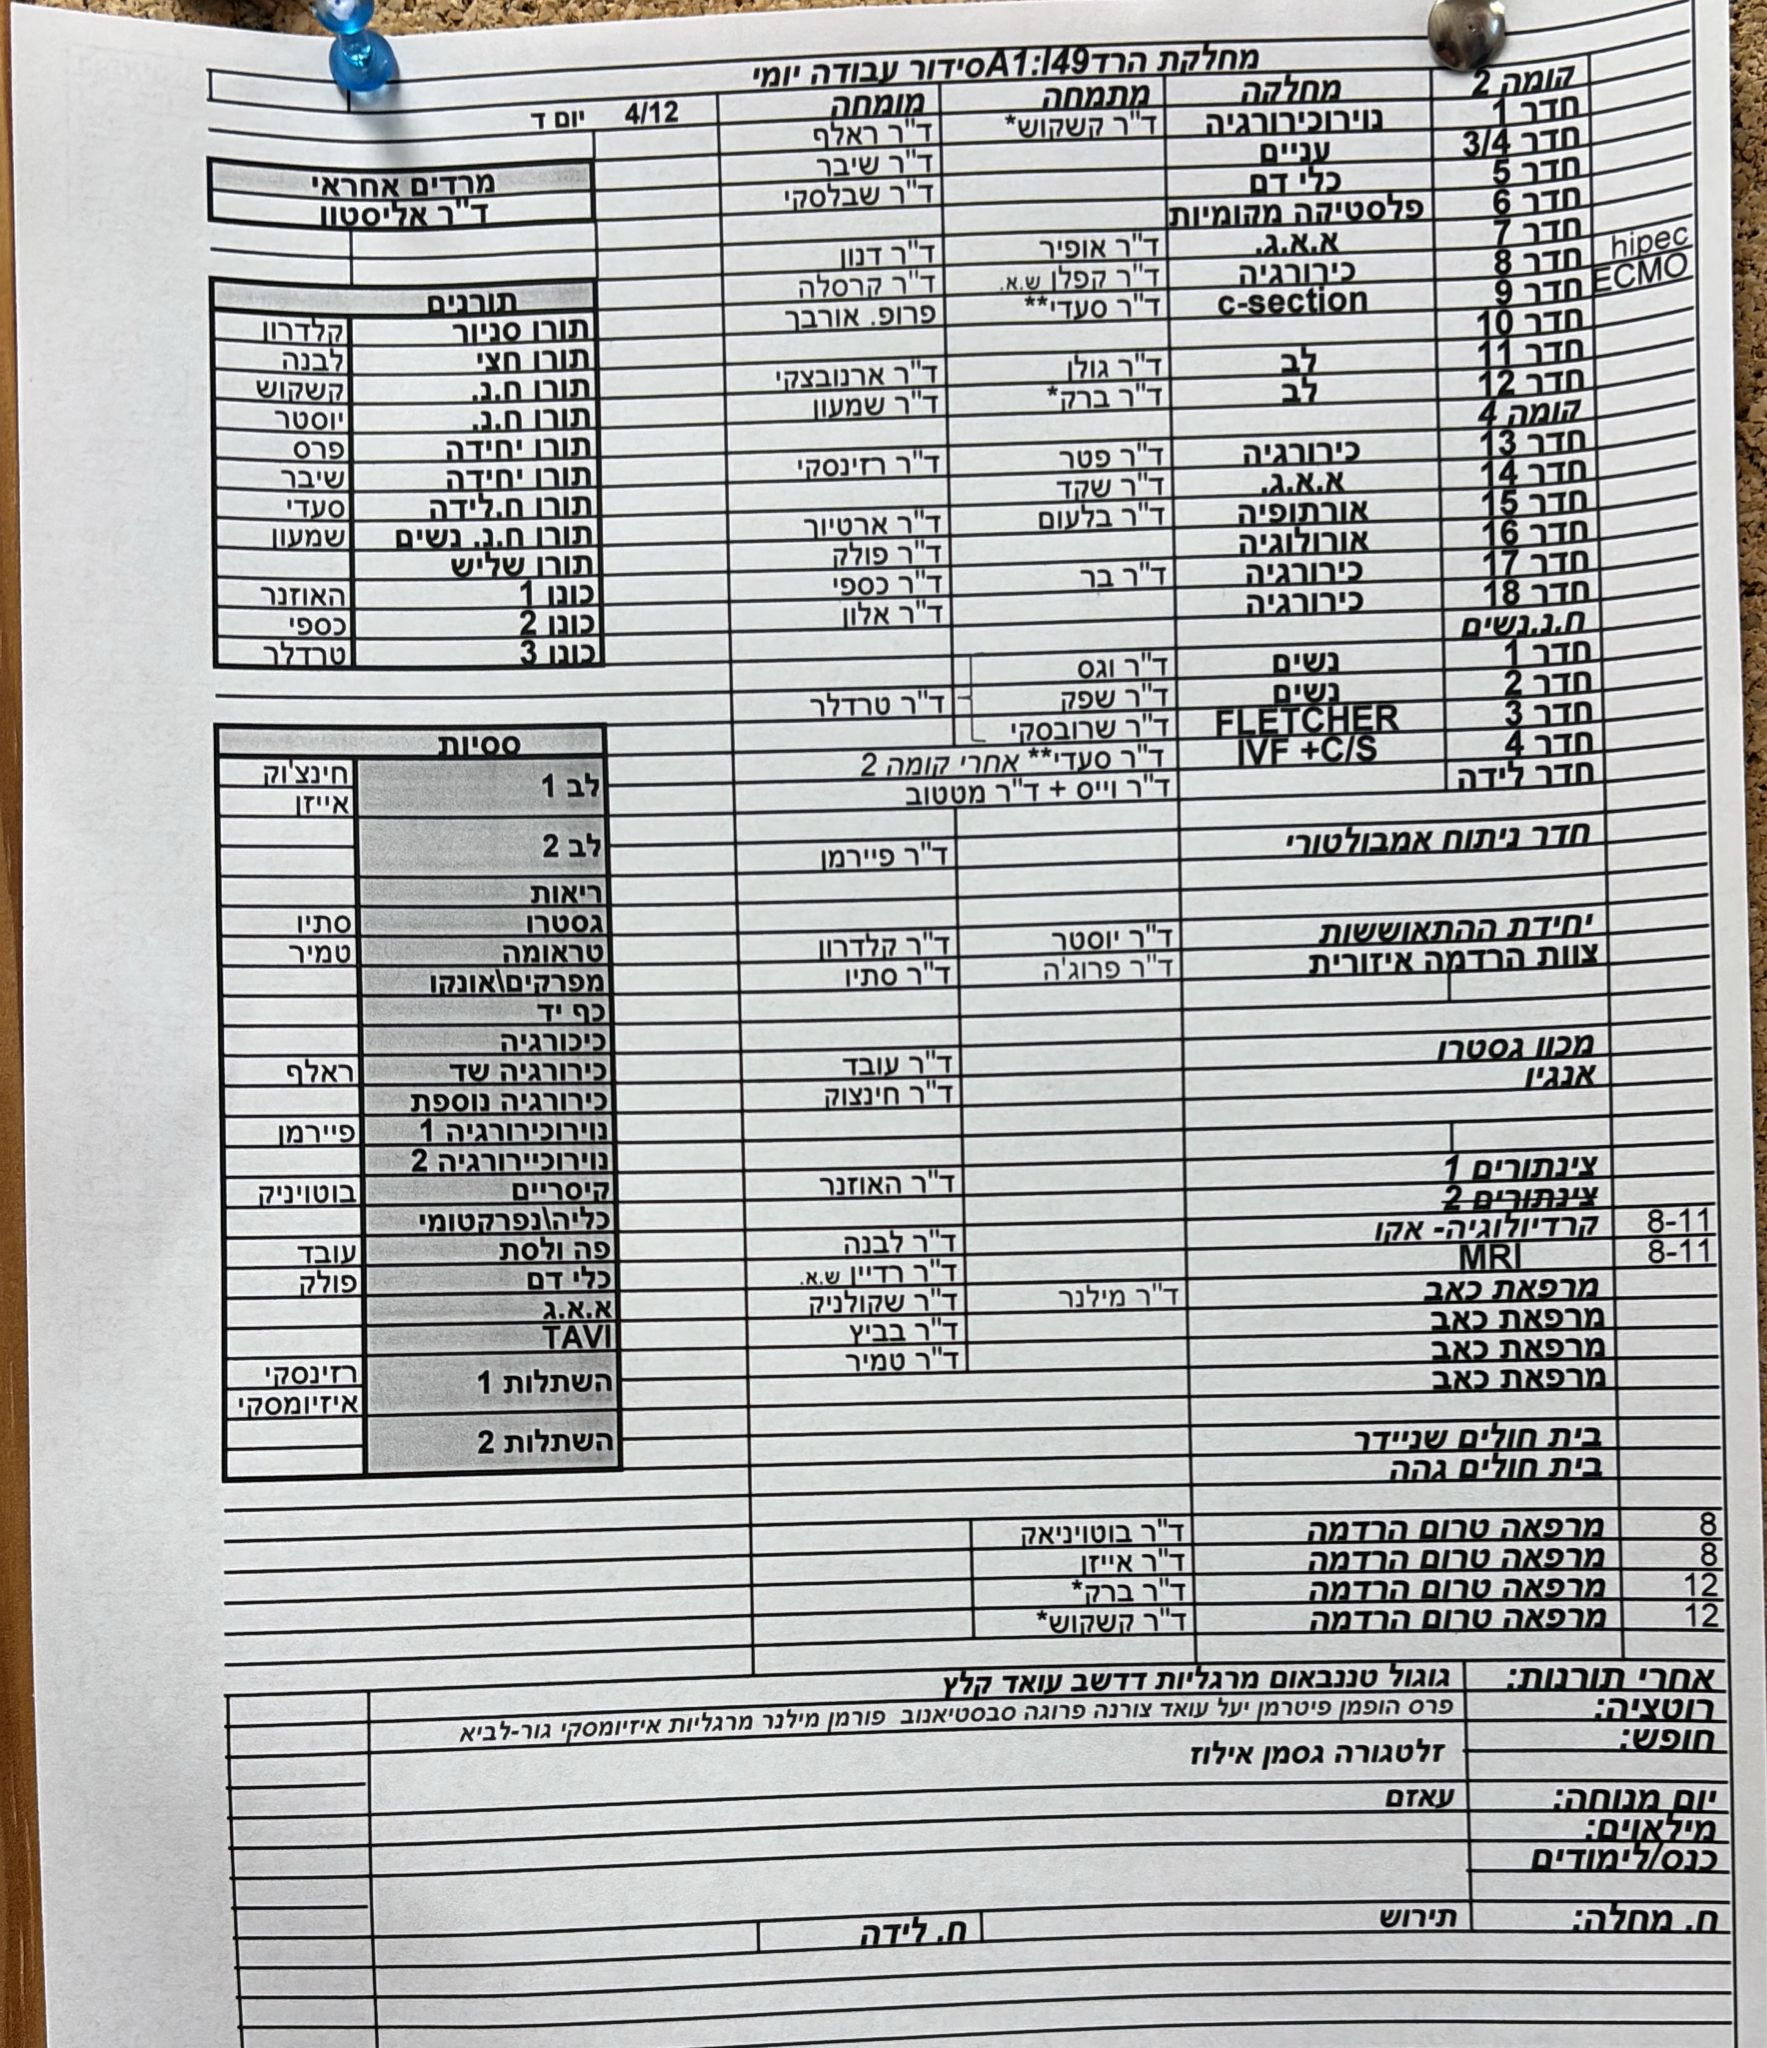 מחלקת הרדI49:A1סידור עבודה יומי
קומה 2 מחלקה מתמחה מומחה 4/12 יום ד
חדר 1 נוירוכירורגיה ד"ר קשקוש* ד"ר ראלף
חדר 3/4 עניים ד"ר שיבר
חדר 5 כלי דם ד"ר שבלסקי
חדר 6 פלסטיקה מקומיות
חדר 7 א.א.ג. ד"ר אופיר ד"ר דנון
hipec חדר 8 כירורגיה ד"ר קפלן ש.א. ד"ר קרסלה
ECMO חדר 9 c-section ד"ר סעדי** פרופ. אורבך
חדר 10
חדר 11 לב ד"ר גולן ד"ר ארנובצקי
חדר 12 לב ד"ר ברק* ד"ר שמעון
קומה 4
חדר 13 כירורגיה ד"ר פטר ד"ר רזינסקי
חדר 14 א.א.ג. ד"ר שקד
חדר 15 אורתופיה ד"ר בלעום ד"ר ארטיור
חדר 16 אורולוגיה ד"ר פולק
חדר 17 כירורגיה ד"ר בר ד"ר כספי
חדר 18 כירורגיה ד"ר אלון
ח.נ.נשים
חדר 1 נשים ד"ר וגס
חדר 2 נשים ד"ר שפק ד"ר טרדלר
חדר 3 FLETCHER ד"ר שרובסקי
חדר 4 IVF +C/S ד"ר סעדי** אחרי קומה 2
חדר לידה ד"ר וייס + ד"ר מטטוב
חדר ניתוח אמבולטורי ד"ר פיירמן
יחידת ההתאוששות ד"ר יוסטר ד"ר קלדרון
צוות הרדמה איזורית ד"ר פרוג'ה ד"ר סתיו
מכון גסטרו ד"ר עובד
אנגיו ד"ר חינצוק
צינתורים 1 ד"ר האוזנר
צינתורים 2
8-11 קרדיולוגיה- אקו ד"ר לבנה
8-11 MRI ד"ר רדיין ש.א.
מרפאת כאב ד"ר מילנר ד"ר שקולניק
מרפאת כאב ד"ר בביץ
מרפאת כאב ד"ר טמיר
מרפאת כאב
בית חולים שניידר
בית חולים גהה
8 מרפאה טרום הרדמה ד"ר בוטויניאק
8 מרפאה טרום הרדמה ד"ר אייזן
12 מרפאה טרום הרדמה ד"ר ברק*
12 מרפאה טרום הרדמה ד"ר קשקוש*
מרדים אחראי
ד"ר אליסטון
תורנים
תורן סניור קלדרון
תורן חצי לבנה
תורן ח.נ. קשקוש
תורן ח.נ. יוסטר
תורן יחידה פרס
תורן יחידה שיבר
תורן ח.לידה סעדי
תורן ח.נ. נשים שמעון
תורן שליש
כונן 1 האוזנר
כונן 2 כספי
כונן 3 טרדלר
ססיות
לב 1 חינצ'וק
אייזן
לב 2
ריאות
גסטרו סתיו
טראומה טמיר
מפרקים\אונקו
כף יד
כיכורגיה
כירורגיה שד ראלף
כירורגיה נוספת
נוירוכירורגיה 1 פיירמן
נוירוכיירורגיה 2
קיסריים בוטויניק
כליה\נפרקטומי
פה ולסת עובד
כלי דם פולק
א.א.ג
TAVI
השתלות 1 רזינסקי
איזיומסקי
השתלות 2
אחרי תורנות: גוגול טננבאום מרגליות דדשב עואד קלץ
רוטציה: פרס הופמן פיטרמן יעל עואד צורנה פרוגה סבסטיאנוב פורמן מילנר מרגליות איזיומסקי גור-לביא
חופש: זלטגורה גסמן אילוז
יום מנוחה: עאזם
מילאוים:
כנס/לימודים
ח. מחלה: תירוש ח. לידה